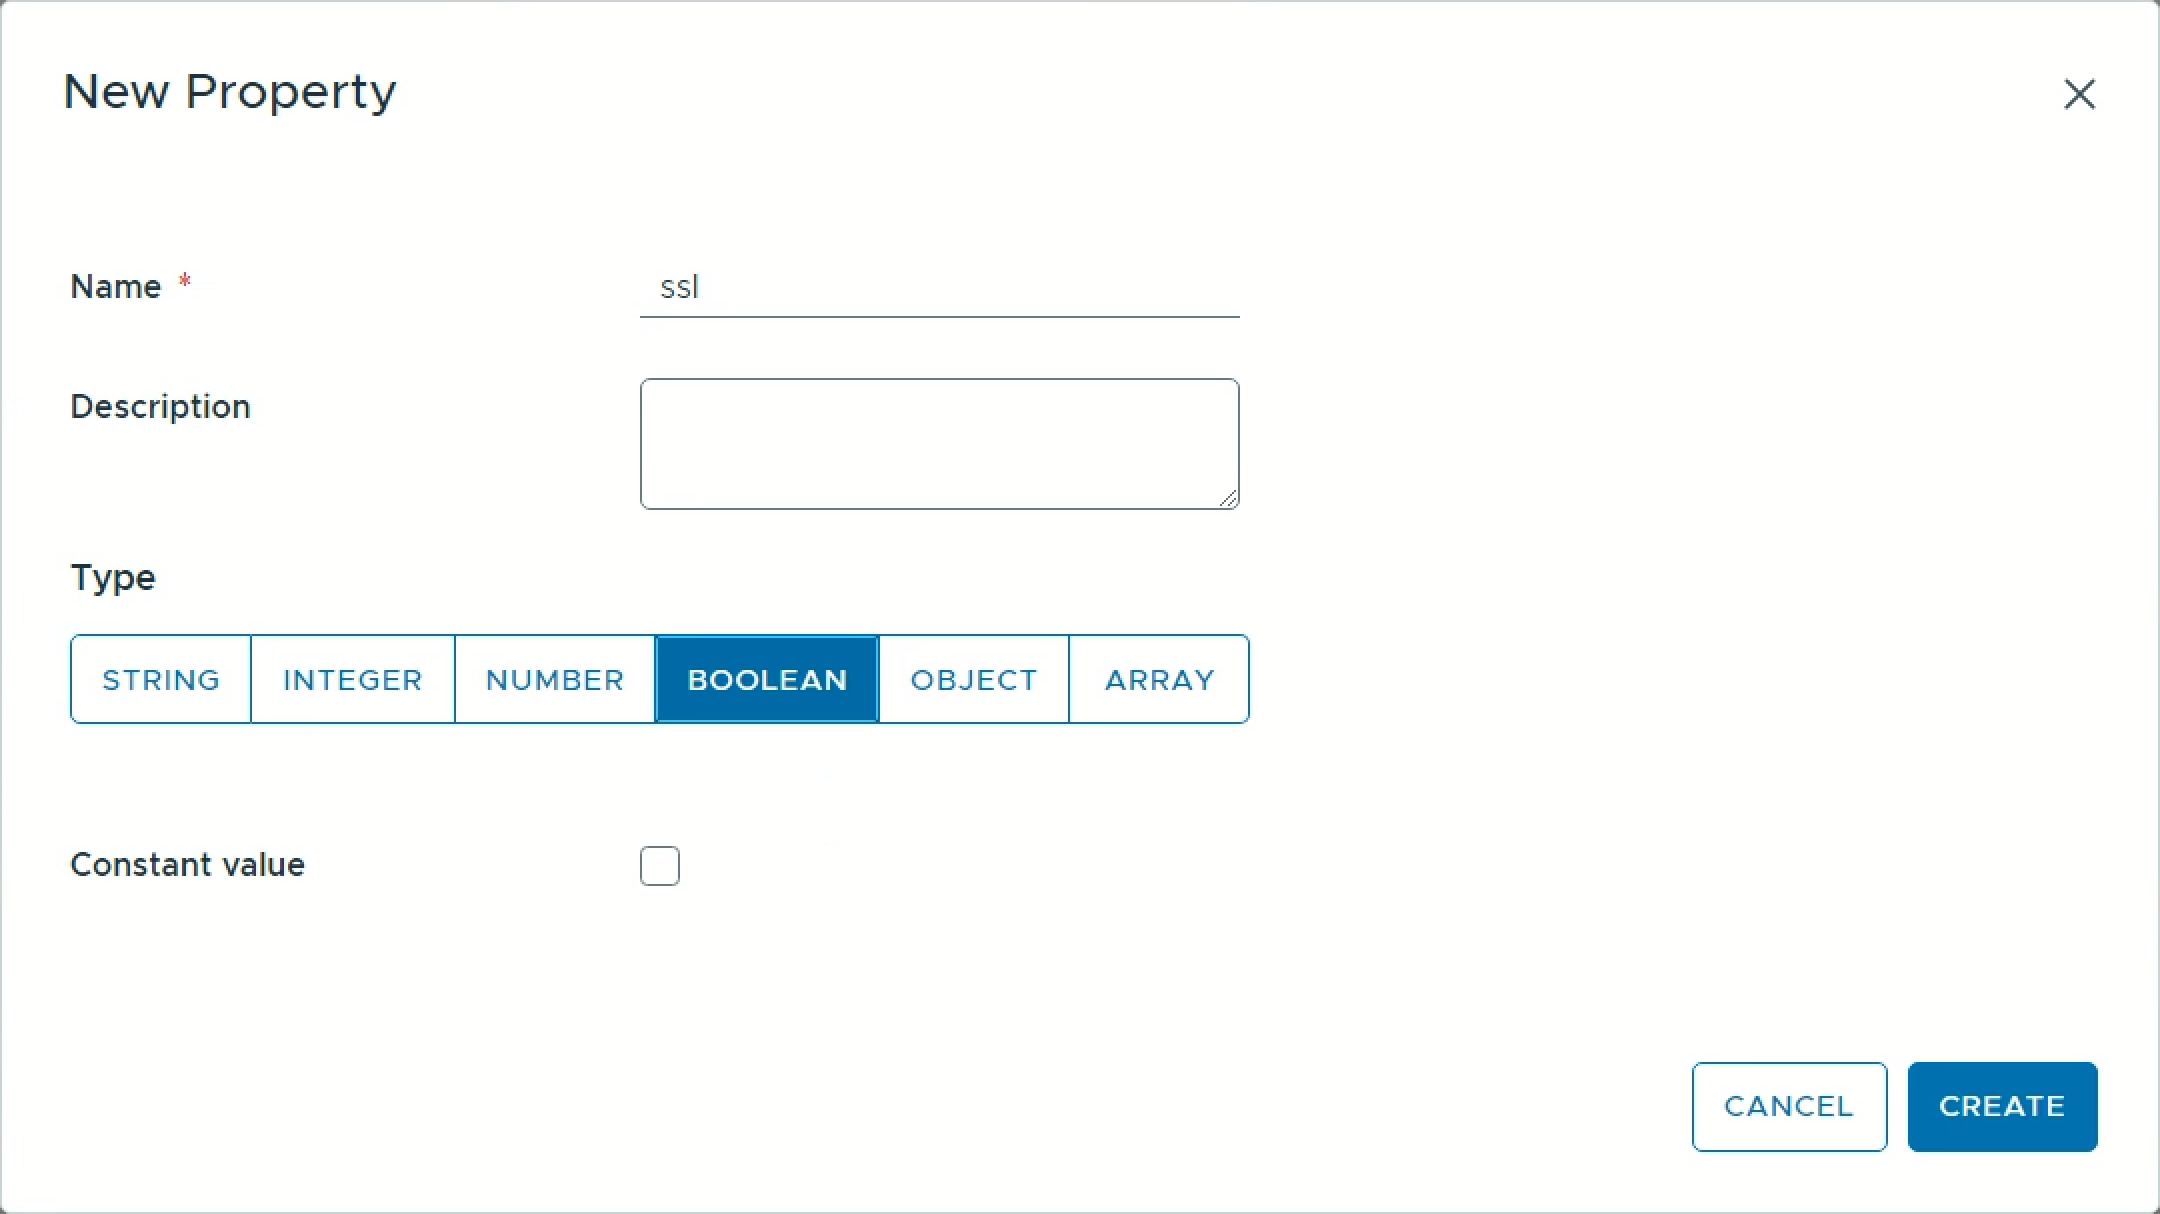 New Property
Name *
ssl
Description
Type
STRING INTEGER NUMBER BOOLEAN OBJECT ARRAY
Constant value
CANCEL CREATE